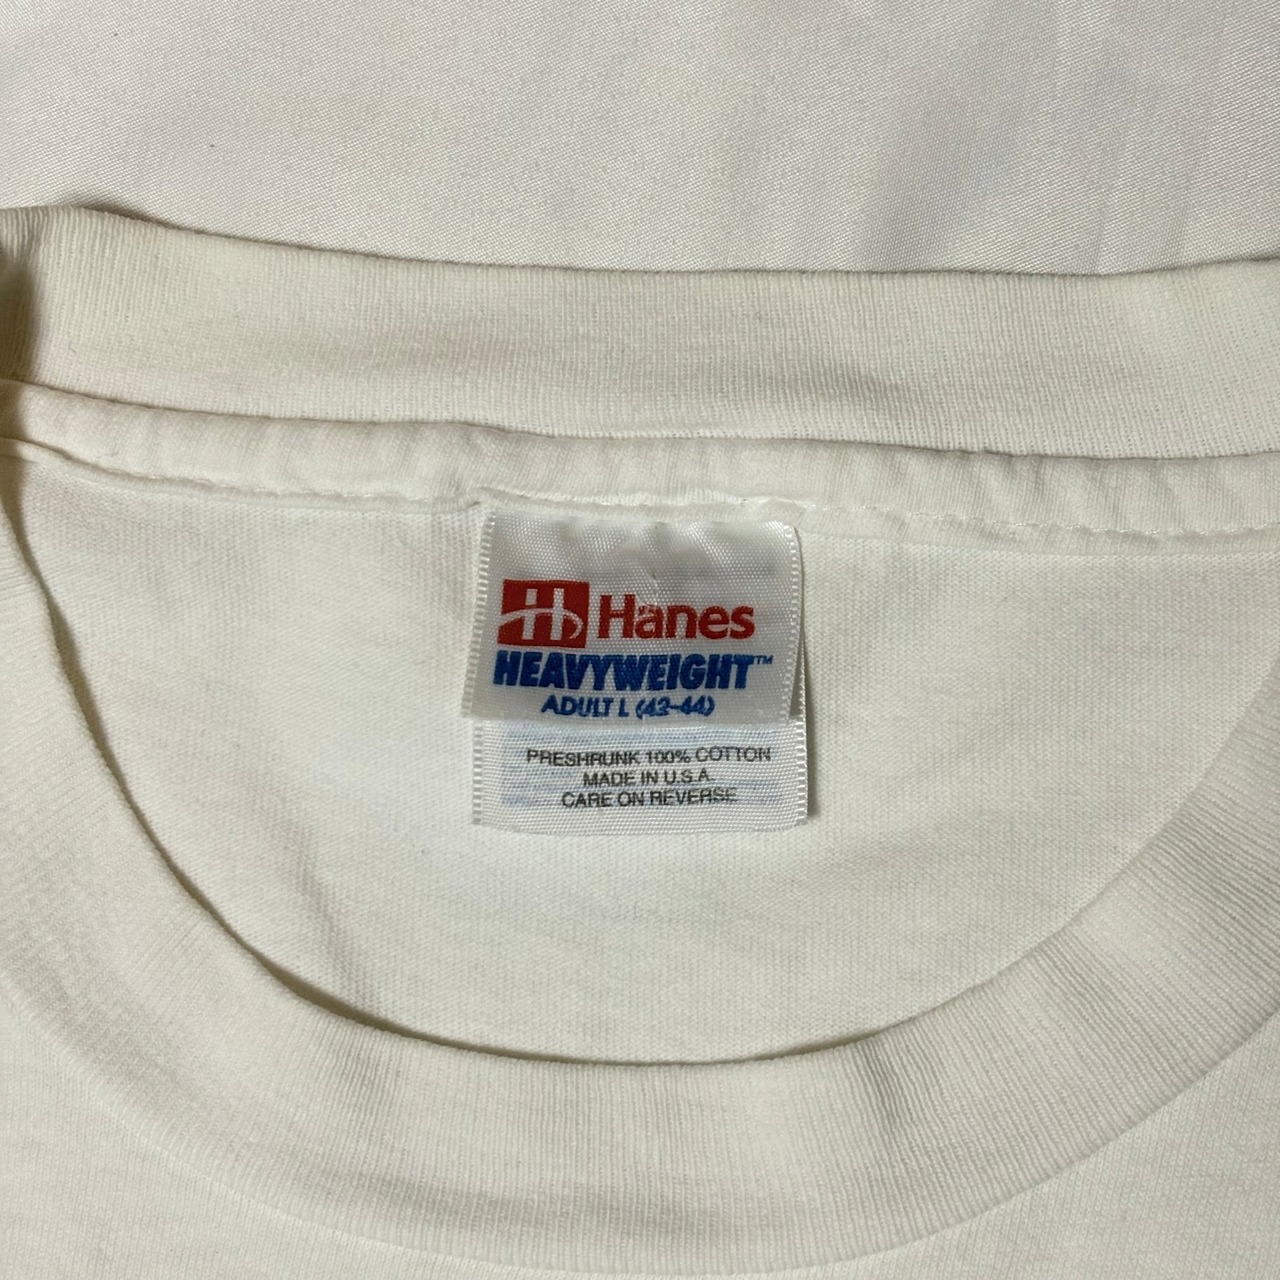 H Hanes
HEAVYWEIGHT™
ADULT L (42-44)
PRESHRUNK 100% COTTON
MADE IN U.S.A.
CARE ON REVERSE